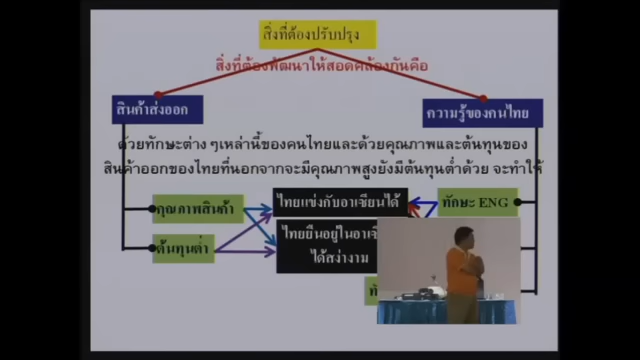 สิ่งที่ต้องปรับปรุง
สิ่งที่ต้องพัฒนาให้สอดคล้องกันคือ
สินค้าส่งออก
ความรู้ของคนไทย
ด้วยทักษะต่าง ๆเหล่านี้ของคนไทยและด้วยคุณภาพและต้นทุนของ
สินค้าออกของไทยที่นอกจากจะมีคุณภาพสูงยังมีต้นทุนต่ำด้วย จะทำให้
คุณภาพสินค้า
ไทยแข่งกับอาเซียนได้
ทักษะ ENG
ต้นทุนต่ำ
ไทยยืนอยู่ในอาเซี
ได้สง่างาม